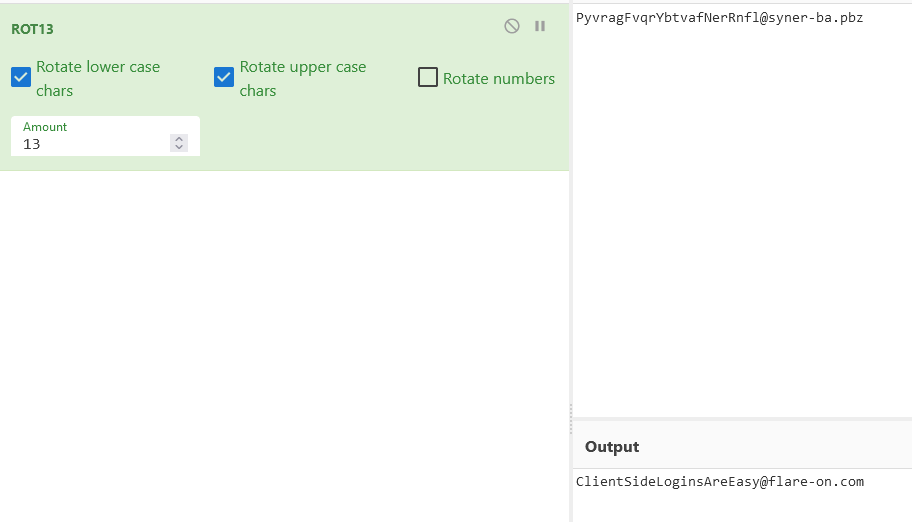 ROT13
Rotate lower case chars
Rotate upper case chars
Rotate numbers
Amount
13
PyvragFvqrYbtvafNerRnfl@syner-ba.pbz
Output
ClientSideLoginsAreEasy@flare-on.com